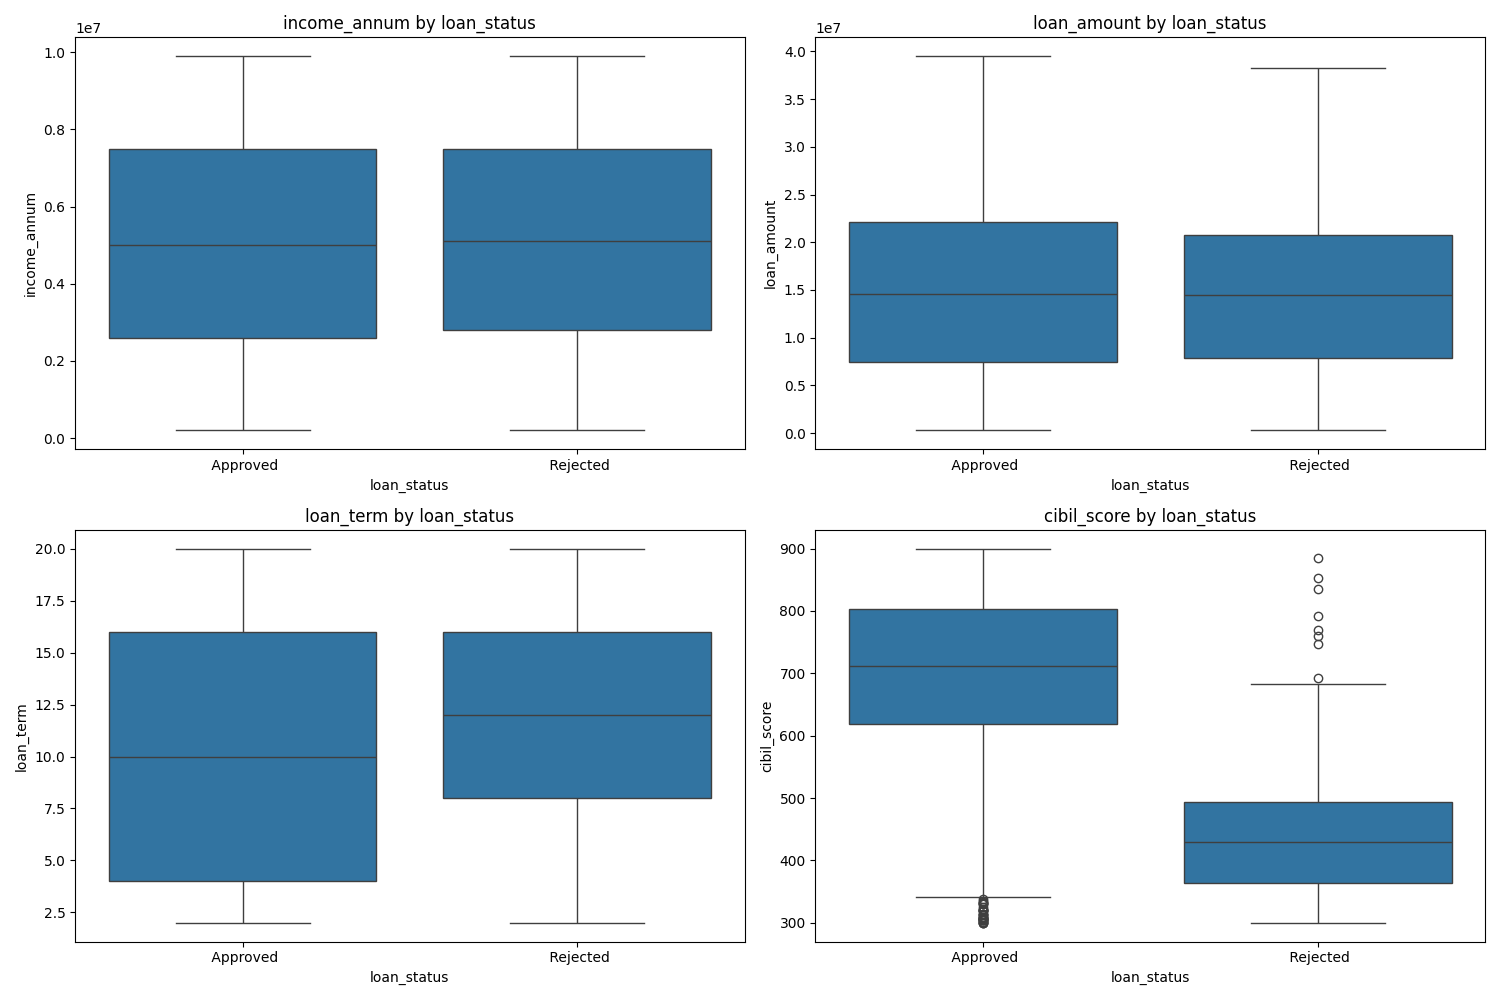 income_annum by loan_status
1e7
1.0
0.8
0.6
0.4
0.2
0.0
income_annum
Approved
Rejected
loan_status
loan_amount by loan_status
1e7
4.0
3.5
3.0
2.5
2.0
1.5
1.0
0.5
0.0
loan_amount
Approved
Rejected
loan_status
loan_term by loan_status
20.0
17.5
15.0
12.5
10.0
7.5
5.0
2.5
loan_term
Approved
Rejected
loan_status
cibil_score by loan_status
900
800
700
600
500
400
300
cibil_score
Approved
Rejected
loan_status